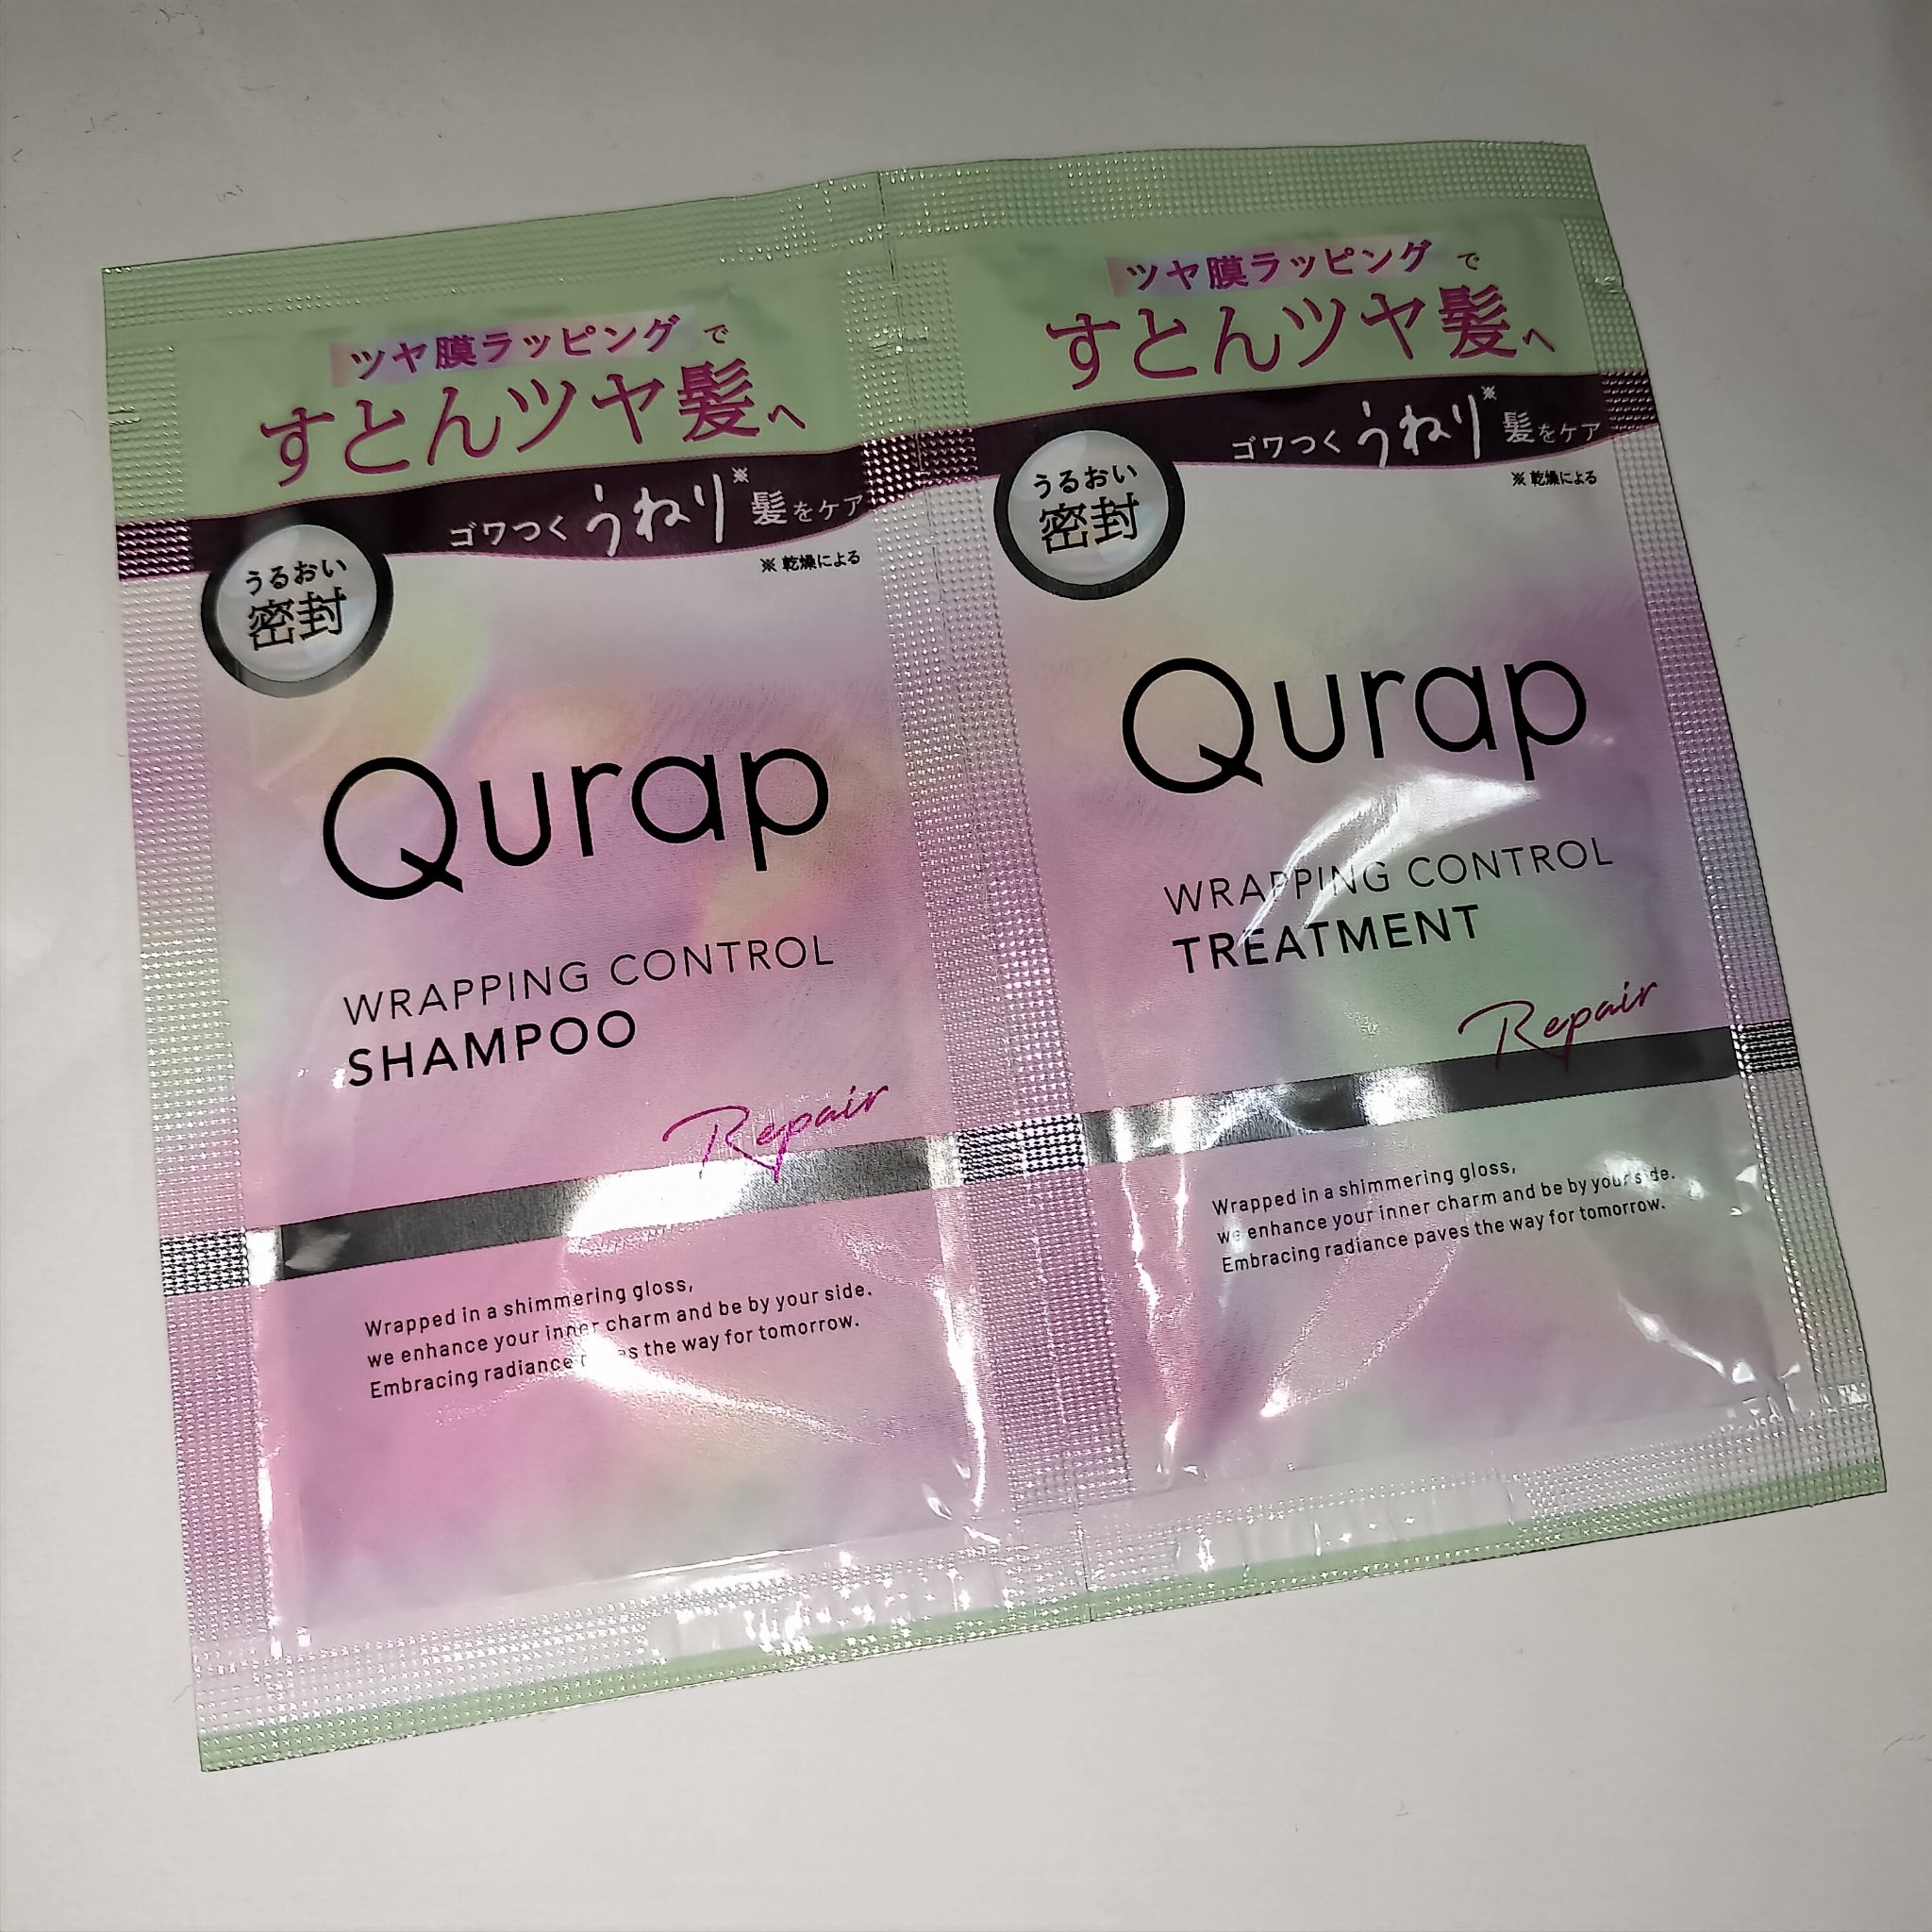 ツヤ膜ラッピングで
すとんツヤ髪へ
ゴワつくうねり※髪をケア
※乾燥による
うるおい
密封
Qurap
WRAPPING CONTROL
SHAMPOO
Repair
Wrapped in a shimmering gloss,
we enhance your inner charm and be by your side.
Embracing radiance the way for tomorrow.
ツヤ膜ラッピングで
すとんツヤ髪へ
ゴワつくうねり※髪をケア
※乾燥による
うるおい
密封
Qurap
WRAPPING CONTROL
TREATMENT
Repair
Wrapped in a shimmering gloss,
we enhance your inner charm and be by your side.
Embracing radiance paves the way for tomorrow.